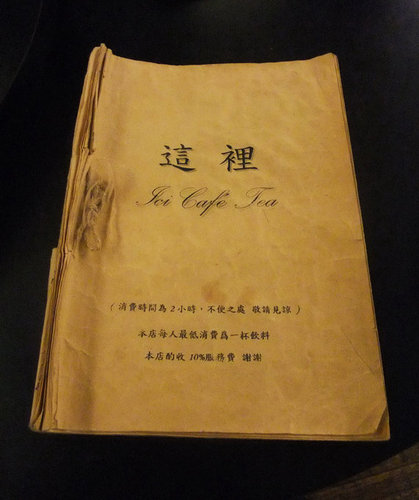 這裡
Ici Café Tea
(消費時間為2小時,不便之處 敬請見諒)
本店每人最低消費爲一杯飲料
本店酌收 10%服務費 謝謝